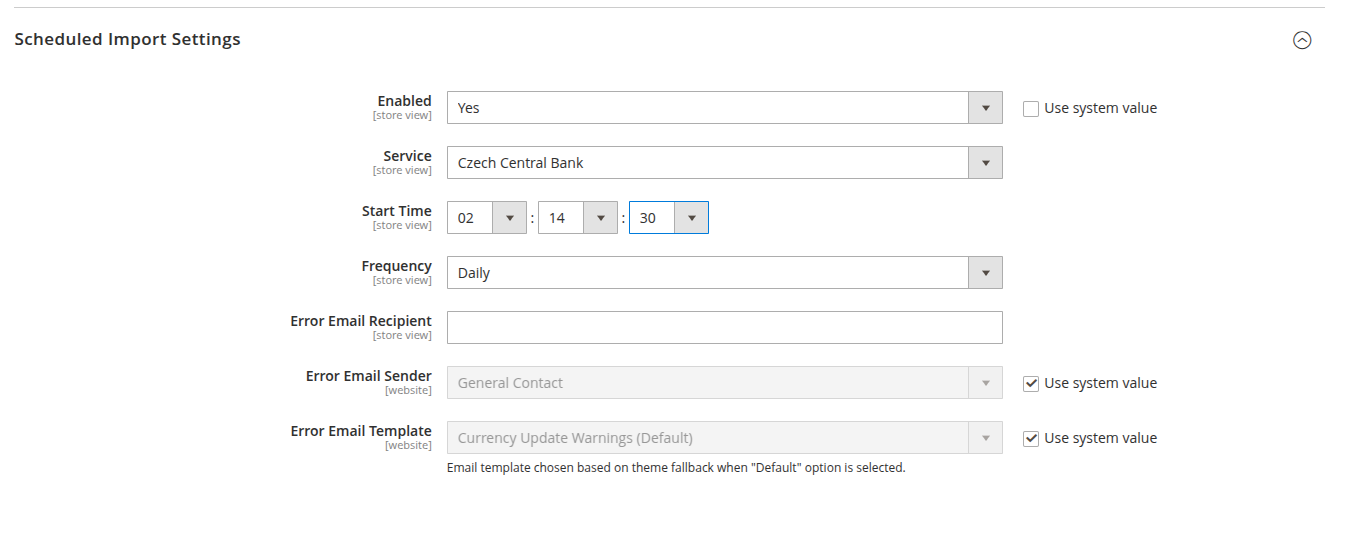 Scheduled Import Settings
Enabled
[store view]
Yes
Use system value
Service
[store view]
Czech Central Bank
Start Time
[store view]
02 : 14 : 30
Frequency
[store view]
Daily
Error Email Recipient
[store view]
Error Email Sender
[website]
General Contact
Use system value
Error Email Template
[website]
Currency Update Warnings (Default)
Use system value
Email template chosen based on theme fallback when "Default" option is selected.